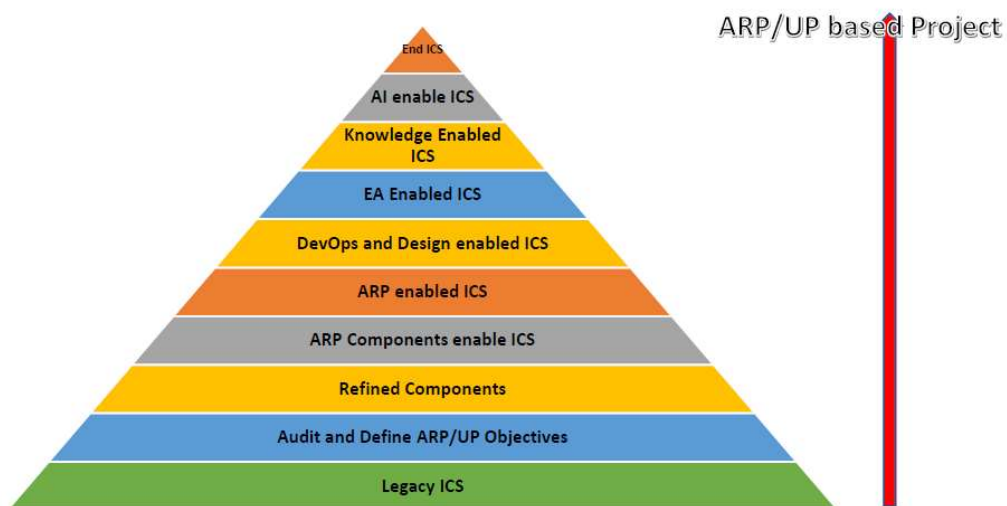 ARP/UP based Project
End ICS
AI enable ICS
Knowledge Enabled
ICS
EA Enabled ICS
DevOps and Design enabled ICS
ARP enabled ICS
ARP Components enable ICS
Refined Components
Audit and Define ARP/UP Objectives
Legacy ICS